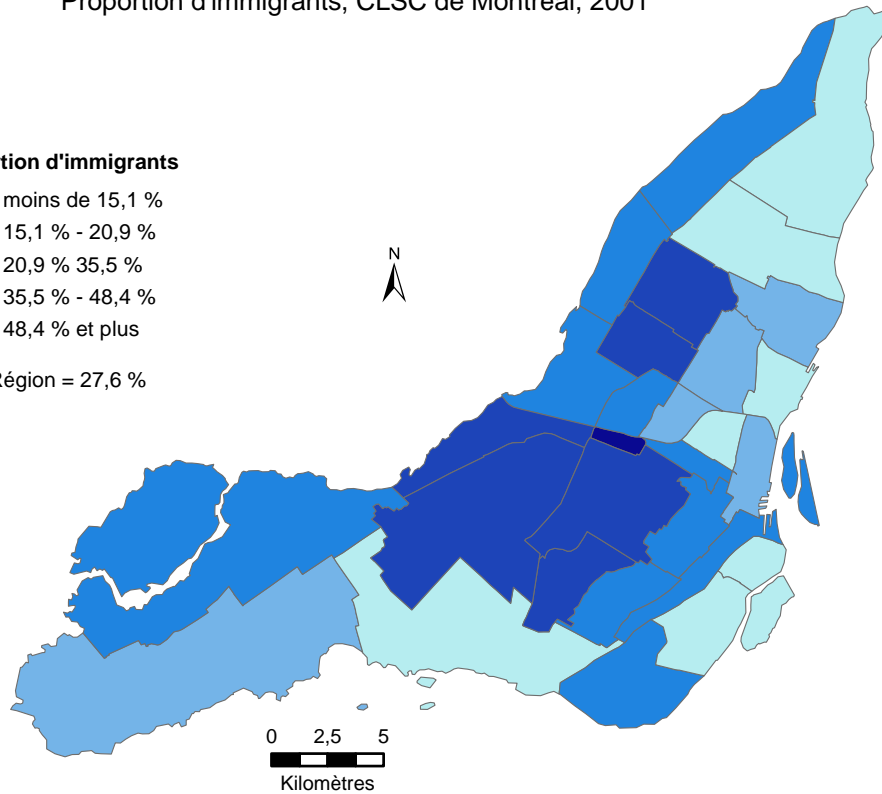 Proportion d'immigrants, CLSC de Montréal, 2001
tion d'immigrants
moins de 15,1 %
15,1 % - 20,9 %
20,9 % 35,5 %
35,5 % - 48,4 %
48,4 % et plus
Région = 27,6 %
N
0 2,5 5
Kilomètres